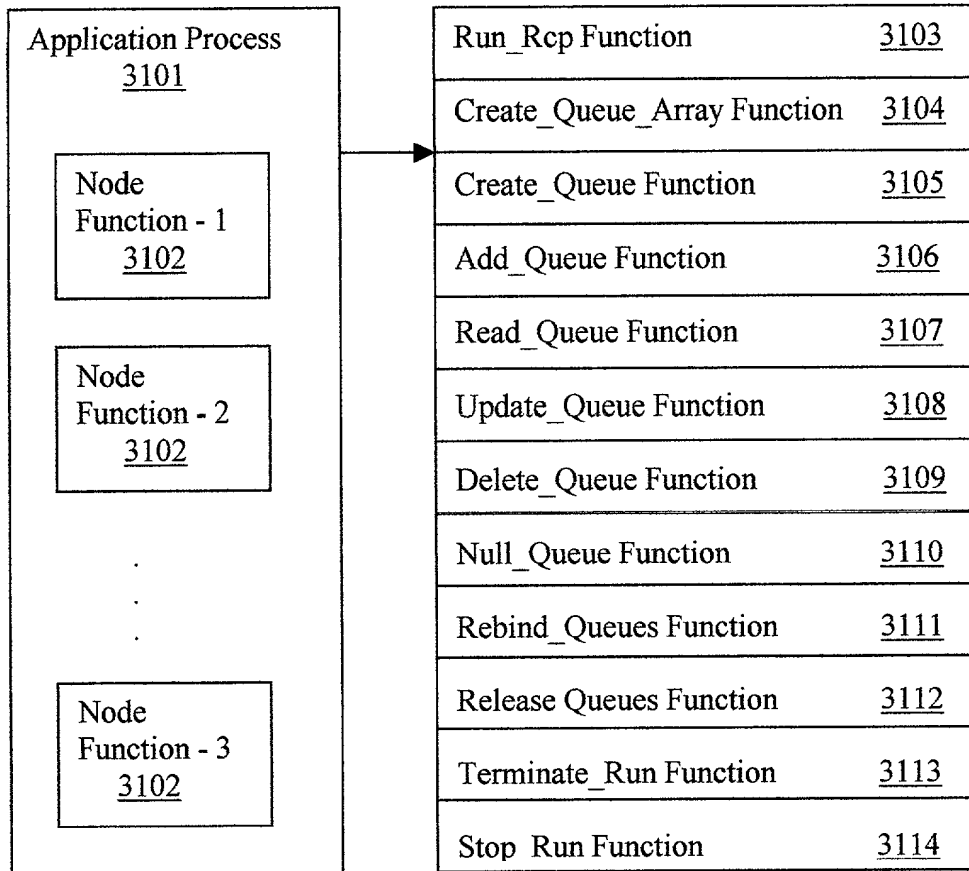 Application Process
3101
Node
Function - 1
3102
Node
Function - 2
3102
.
.
.
Node
Function - 3
3102
Run_Rcp Function 3103
Create_Queue_Array Function 3104
Create_Queue Function 3105
Add_Queue Function 3106
Read_Queue Function 3107
Update_Queue Function 3108
Delete_Queue Function 3109
Null_Queue Function 3110
Rebind_Queues Function 3111
Release Queues Function 3112
Terminate_Run Function 3113
Stop_Run Function 3114